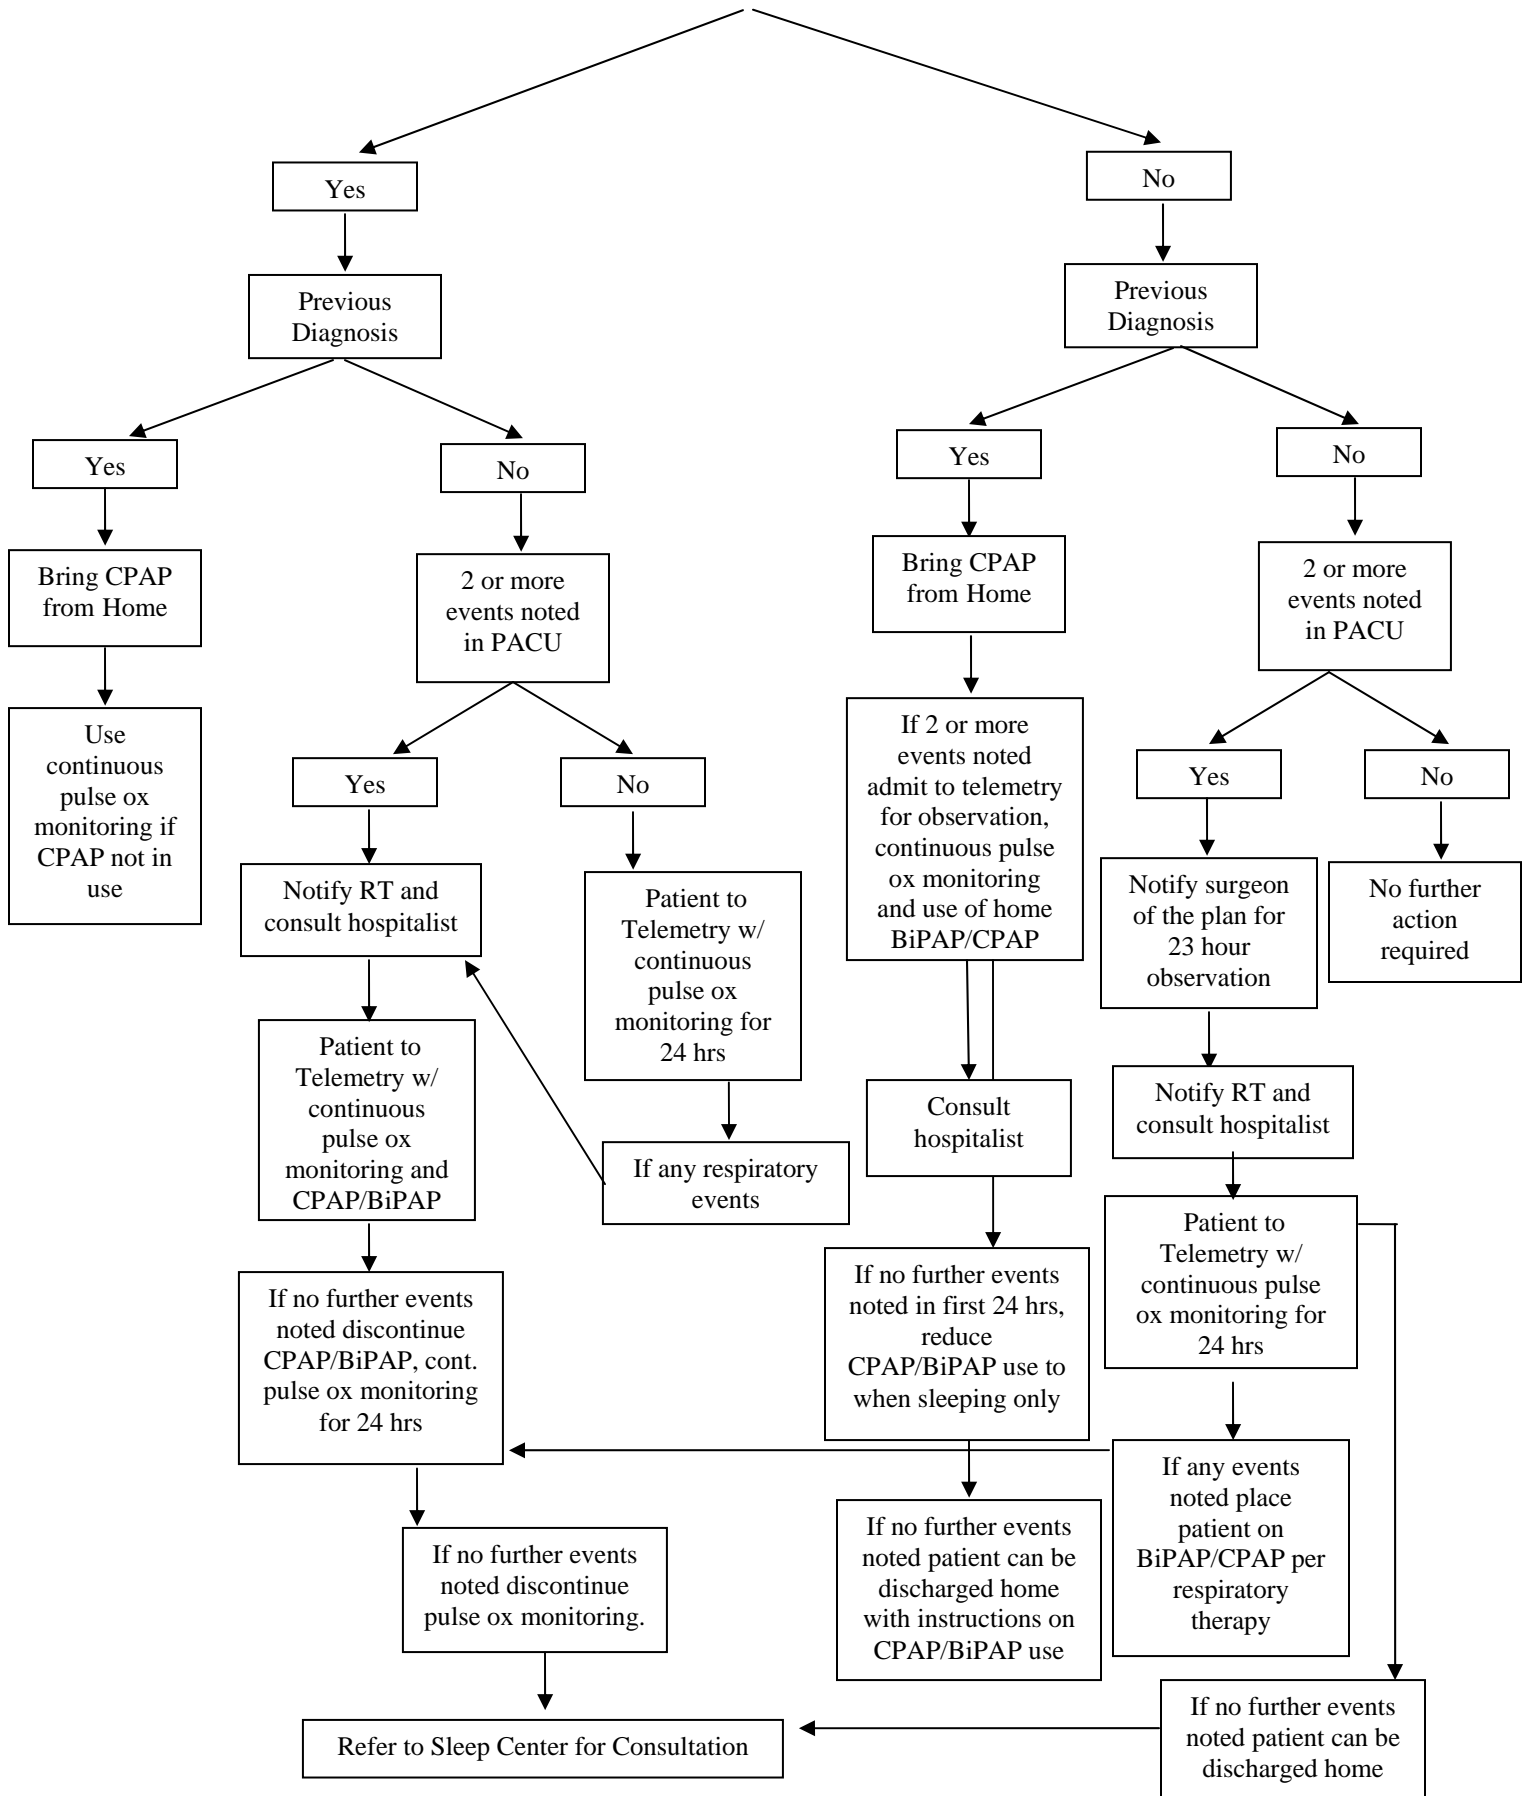 Yes
No
Previous
Diagnosis
Previous
Diagnosis
Yes
No
Yes
No
Bring CPAP
from Home
2 or more
events noted
in PACU
Bring CPAP
from Home
2 or more
events noted
in PACU
Use
continuous
pulse ox
monitoring if
CPAP not in
use
Yes
No
If 2 or more
events noted
admit to telemetry
for observation,
continuous pulse
ox monitoring
and use of home
BiPAP/CPAP
Yes
No
Notify RT and
consult hospitalist
Patient to
Telemetry w/
continuous
pulse ox
monitoring for
24 hrs
Notify surgeon
of the plan for
23 hour
observation
No further
action
required
Patient to
Telemetry w/
continuous
pulse ox
monitoring and
CPAP/BiPAP
If any respiratory
events
Consult
hospitalist
Notify RT and
consult hospitalist
If no further events
noted discontinue
CPAP/BiPAP, cont.
pulse ox monitoring
for 24 hrs
If no further events
noted in first 24 hrs,
reduce
CPAP/BiPAP use to
when sleeping only
Patient to
Telemetry w/
continuous pulse
ox monitoring for
24 hrs
If no further events
noted discontinue
pulse ox monitoring.
If no further events
noted patient can be
discharged home
with instructions on
CPAP/BiPAP use
If any events
noted place
patient on
BiPAP/CPAP per
respiratory
therapy
Refer to Sleep Center for Consultation
If no further events
noted patient can be
discharged home